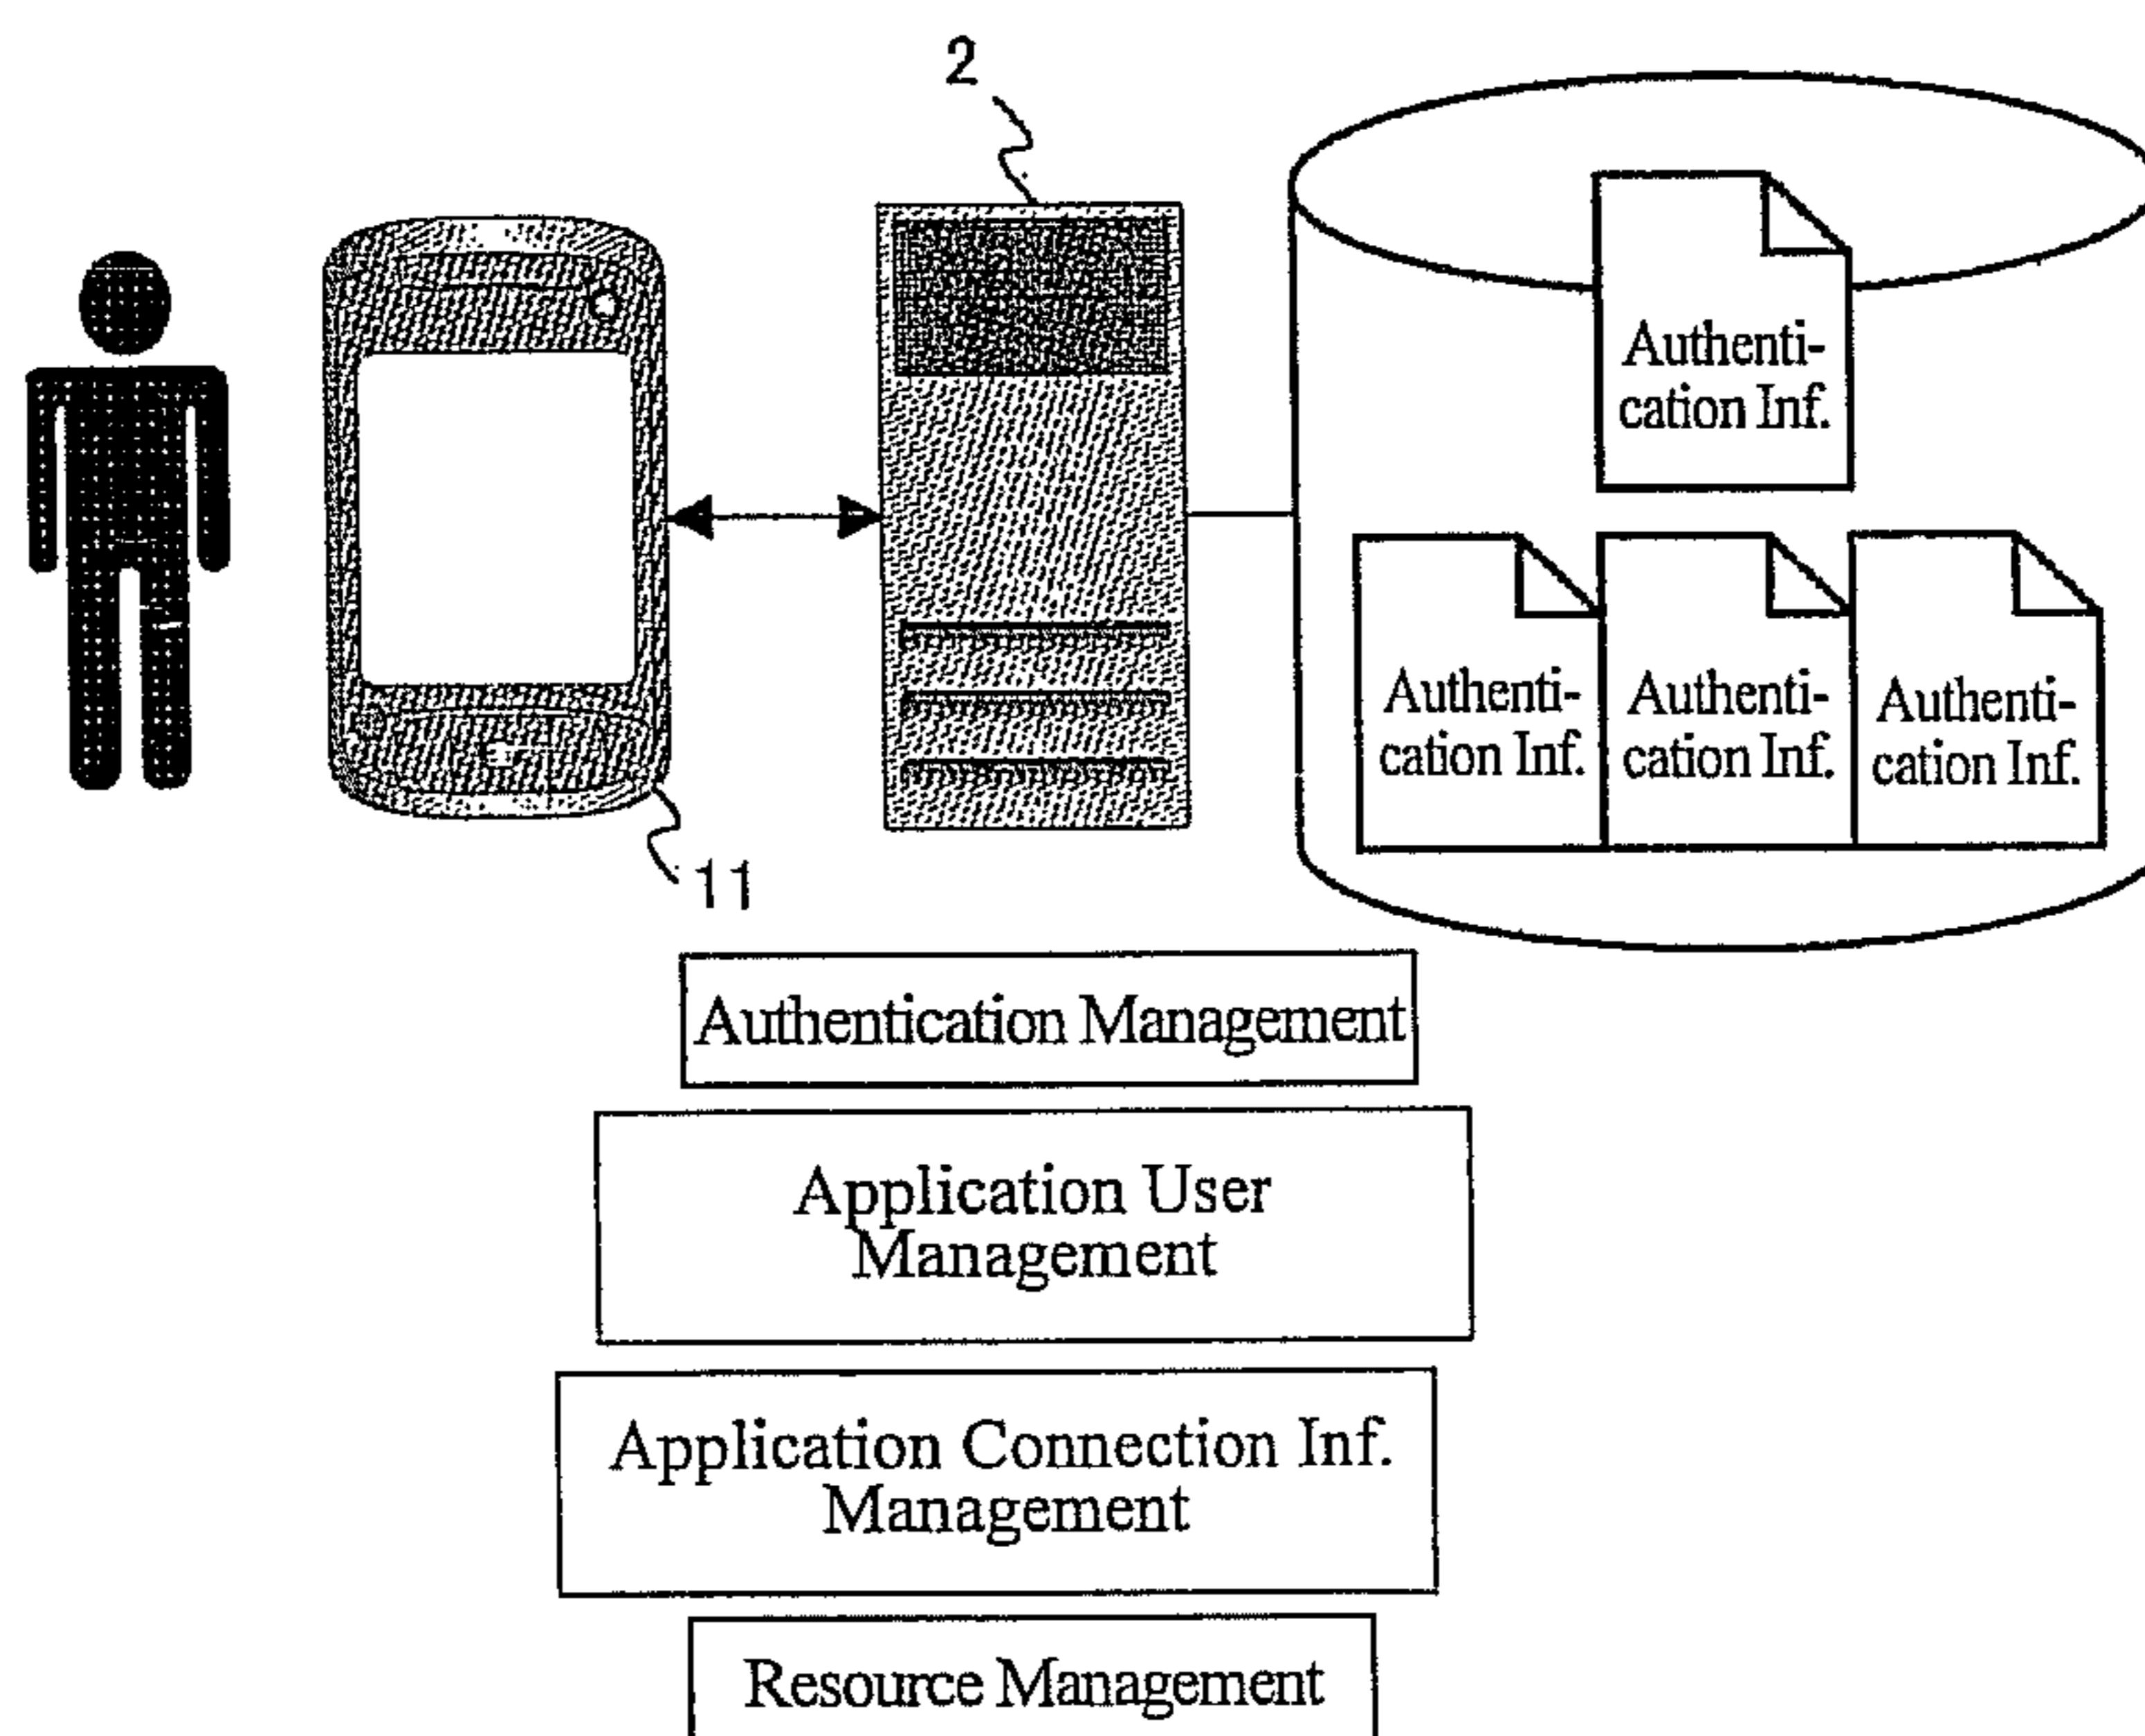 2
Authenti-
cation Inf.
Authenti-
cation Inf.
Authenti-
cation Inf.
Authenti-
cation Inf.
11
Authentication Management
Application User
Management
Application Connection Inf.
Management
Resource Management